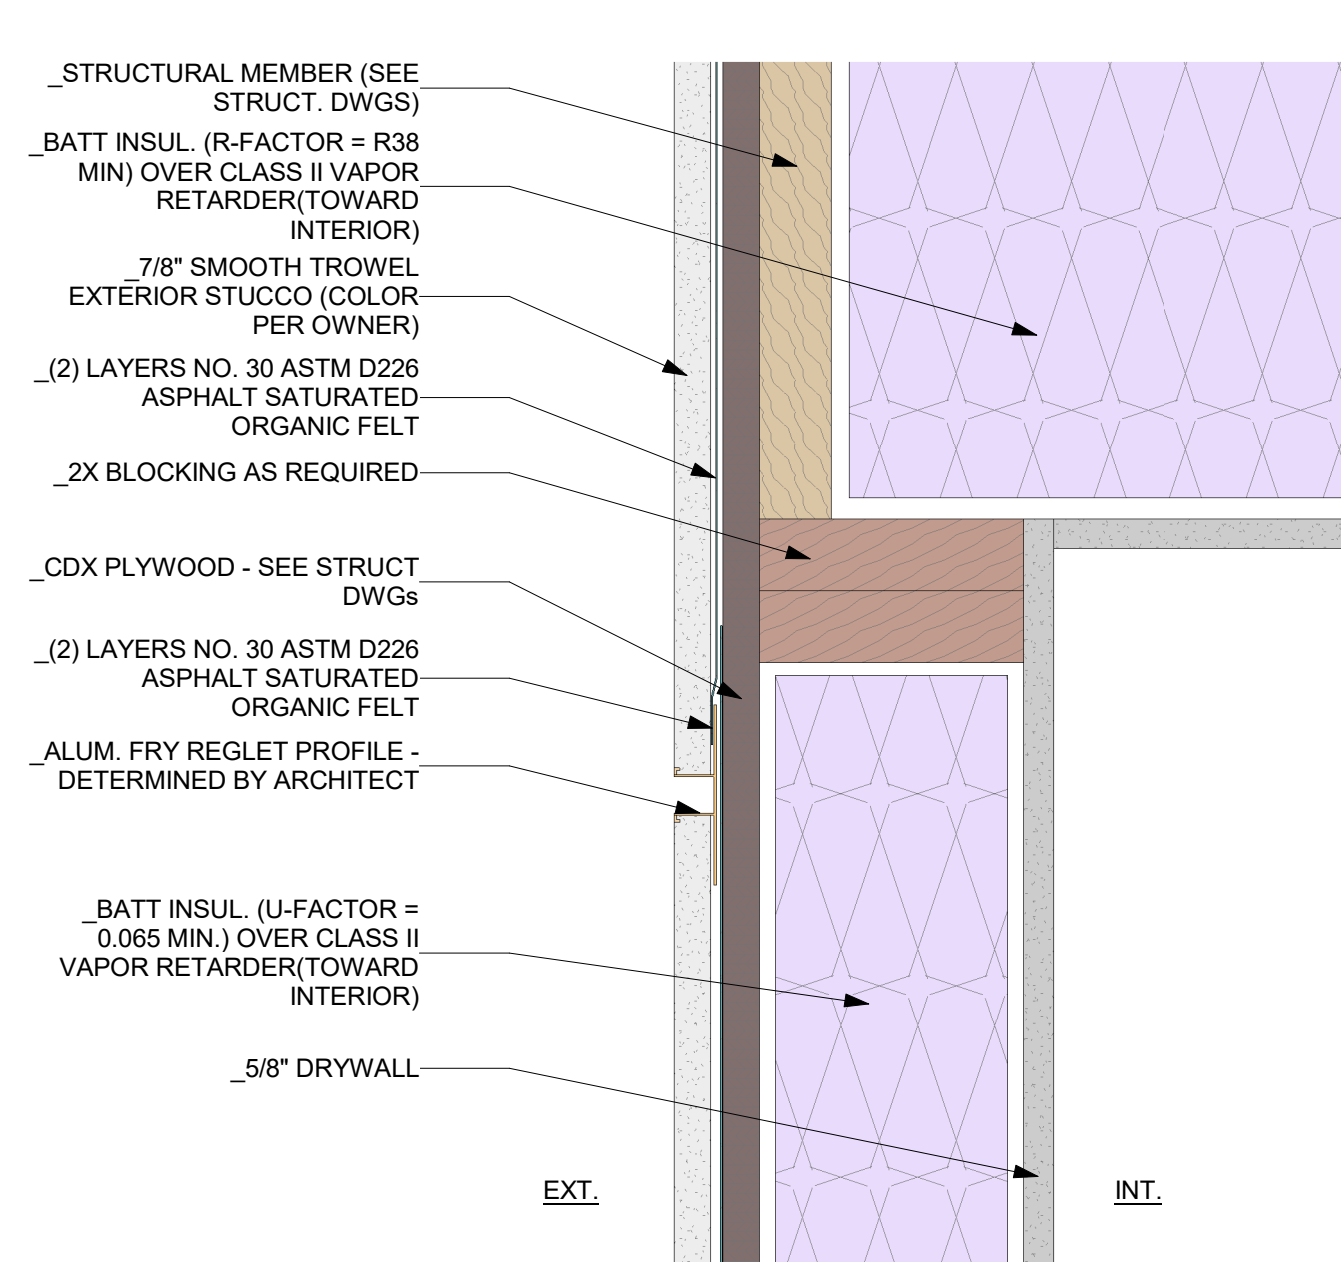 _STRUCTURAL MEMBER (SEE
STRUCT. DWGS)
_BATT INSUL. (R-FACTOR = R38
MIN) OVER CLASS II VAPOR
RETARDER(TOWARD
INTERIOR)
_7/8" SMOOTH TROWEL
EXTERIOR STUCCO (COLOR
PER OWNER)
_(2) LAYERS NO. 30 ASTM D226
ASPHALT SATURATED
ORGANIC FELT
_2X BLOCKING AS REQUIRED
_CDX PLYWOOD - SEE STRUCT
DWGs
_(2) LAYERS NO. 30 ASTM D226
ASPHALT SATURATED
ORGANIC FELT
_ALUM. FRY REGLET PROFILE -
DETERMINED BY ARCHITECT
_BATT INSUL. (U-FACTOR =
0.065 MIN.) OVER CLASS II
VAPOR RETARDER(TOWARD
INTERIOR)
_5/8" DRYWALL
EXT.
INT.